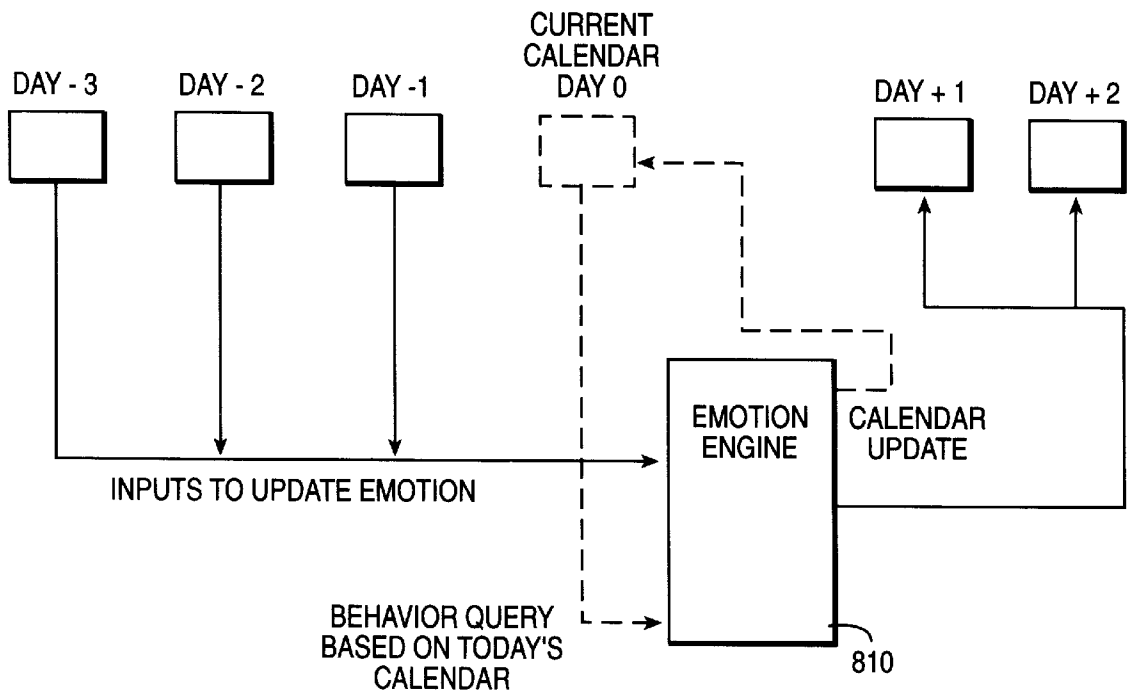 CURRENT
CALENDAR
DAY 0
DAY - 3
DAY - 2
DAY -1
DAY + 1
DAY + 2
EMOTION
ENGINE
CALENDAR
UPDATE
INPUTS TO UPDATE EMOTION
BEHAVIOR QUERY
BASED ON TODAY'S
CALENDAR
810